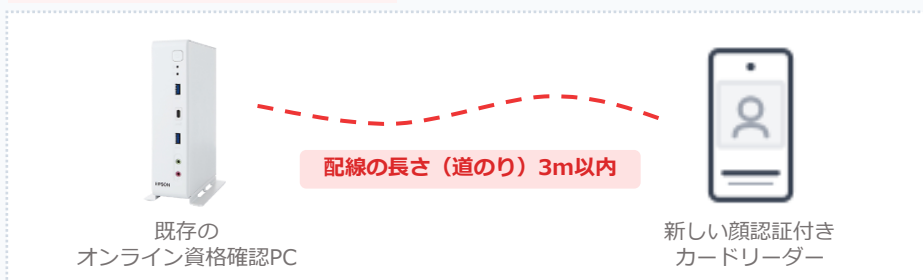 配線の長さ（道のり）3m以内
EPSON
既存の
オンライン資格確認PC
新しい顔認証付き
カードリーダー